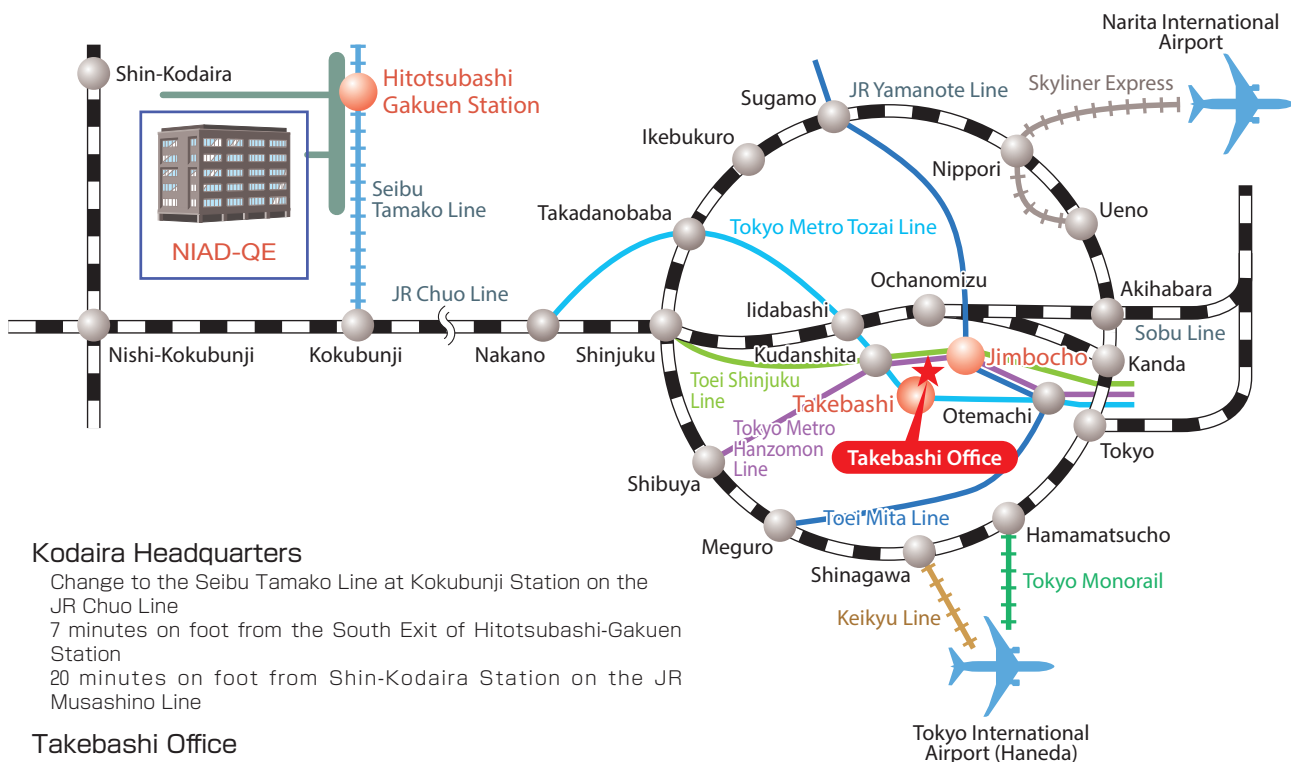 Narita International
Airport
Shin-Kodaira
Hitotsubashi
Gakuen Station
Sugamo
JR Yamanote Line
Skyliner Express
Ikebukuro
Nippori
Seibu
Tamako Line
Takadanobaba
Ueno
NIAD-QE
Tokyo Metro Tozai Line
Ochanomizu
JR Chuo Line
Iidabashi
Akihabara
Sobu Line
Nishi-Kokubunji
Kokubunji
Nakano
Shinjuku
Kudanshita
Jimbocho
Kanda
Toei Shinjuku
Line
Takebashi
Otemachi
Tokyo Metro
Hanzomon
Line
Takebashi Office
Tokyo
Shibuya
Toei Mita Line
Meguro
Hamamatsucho
Shinagawa
Tokyo Monorail
Keikyu Line
Tokyo International
Airport (Haneda)
Kodaira Headquarters
Change to the Seibu Tamako Line at Kokubunji Station on the
JR Chuo Line
7 minutes on foot from the South Exit of Hitotsubashi-Gakuen
Station
20 minutes on foot from Shin-Kodaira Station on the JR
Musashino Line
Takebashi Office